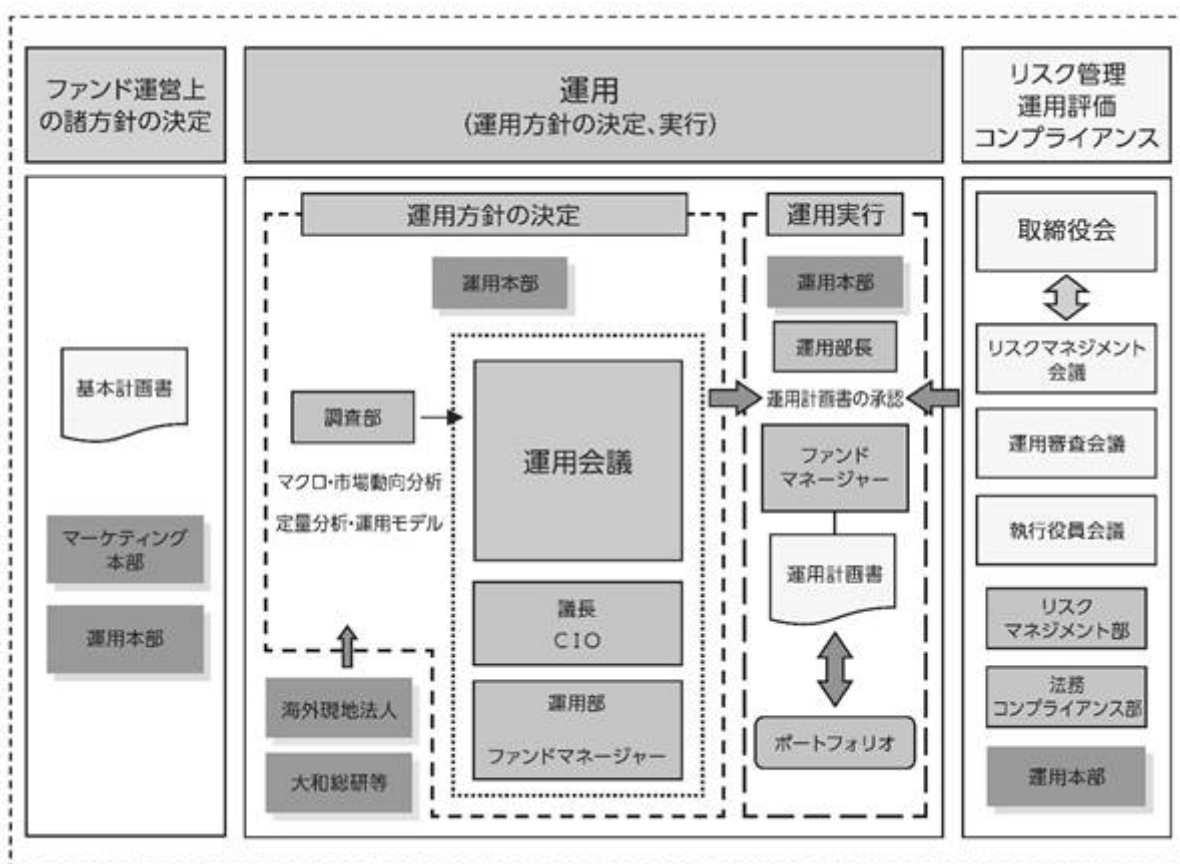 ファンド運営上
の諸方針の決定
運用
(運用方針の決定、実行)
リスク管理
運用評価
コンプライアンス
基本計画書
マーケティング
本部
運用本部
運用方針の決定
運用本部
調査部
マクロ・市場動向分析
定量分析・運用モデル
海外現地法人
大和総研等
運用会議
議長
CIO
運用部
ファンドマネージャー
運用実行
運用本部
運用部長
運用計画書の承認
ファンド
マネージャー
運用計画書
ポートフォリオ
取締役会
リスクマネジメント
会議
運用審査会議
執行役員会議
リスク
マネジメント部
法務
コンプライアンス部
運用本部